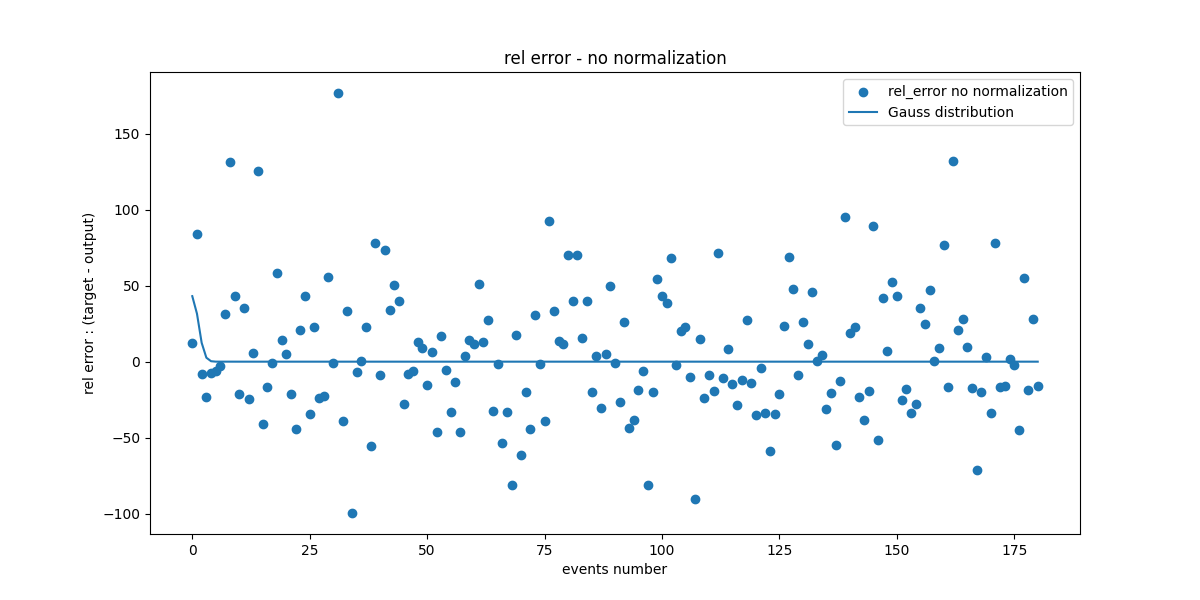 rel error - no normalization
rel_error no normalization
Gauss distribution
rel error : (target - output)
150
100
50
0
−50
−100
0
25
50
75
100
125
150
175
events number